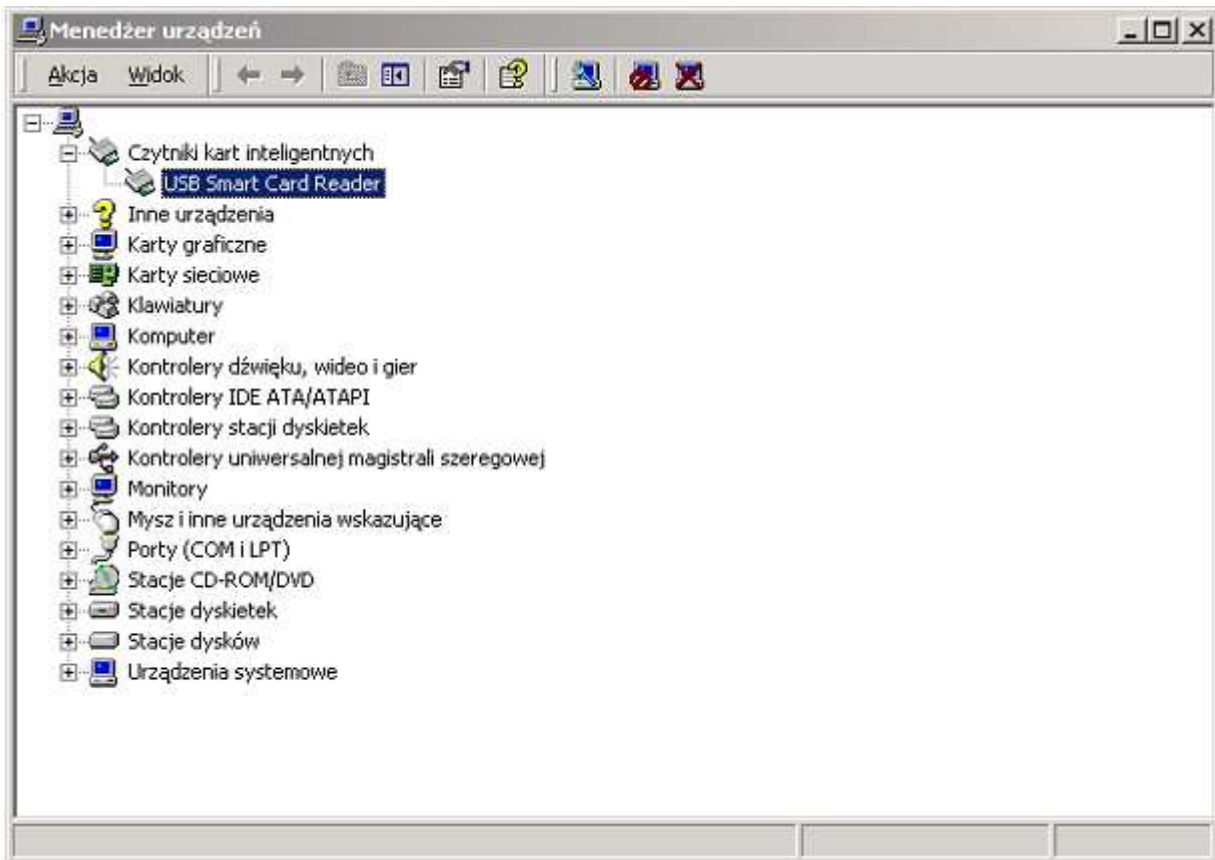 Menedżer urządzeń
Akcja Widok
Czytniki kart inteligentnych
USB Smart Card Reader
Inne urządzenia
Karty graficzne
Karty sieciowe
Klawiatury
Komputer
Kontrolery dźwięku, wideo i gier
Kontrolery IDE ATA/ATAPI
Kontrolery stacji dyskietek
Kontrolery uniwersalnej magistrali szeregowej
Monitory
Mysz i inne urządzenia wskazujące
Porty (COM i LPT)
Stacje CD-ROM/DVD
Stacje dyskietek
Stacje dysków
Urządzenia systemowe